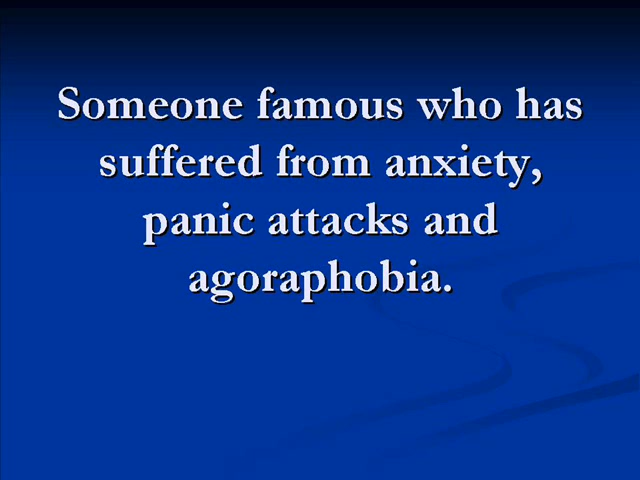 Someone famous who has
suffered from anxiety,
panic attacks and
agoraphobia.